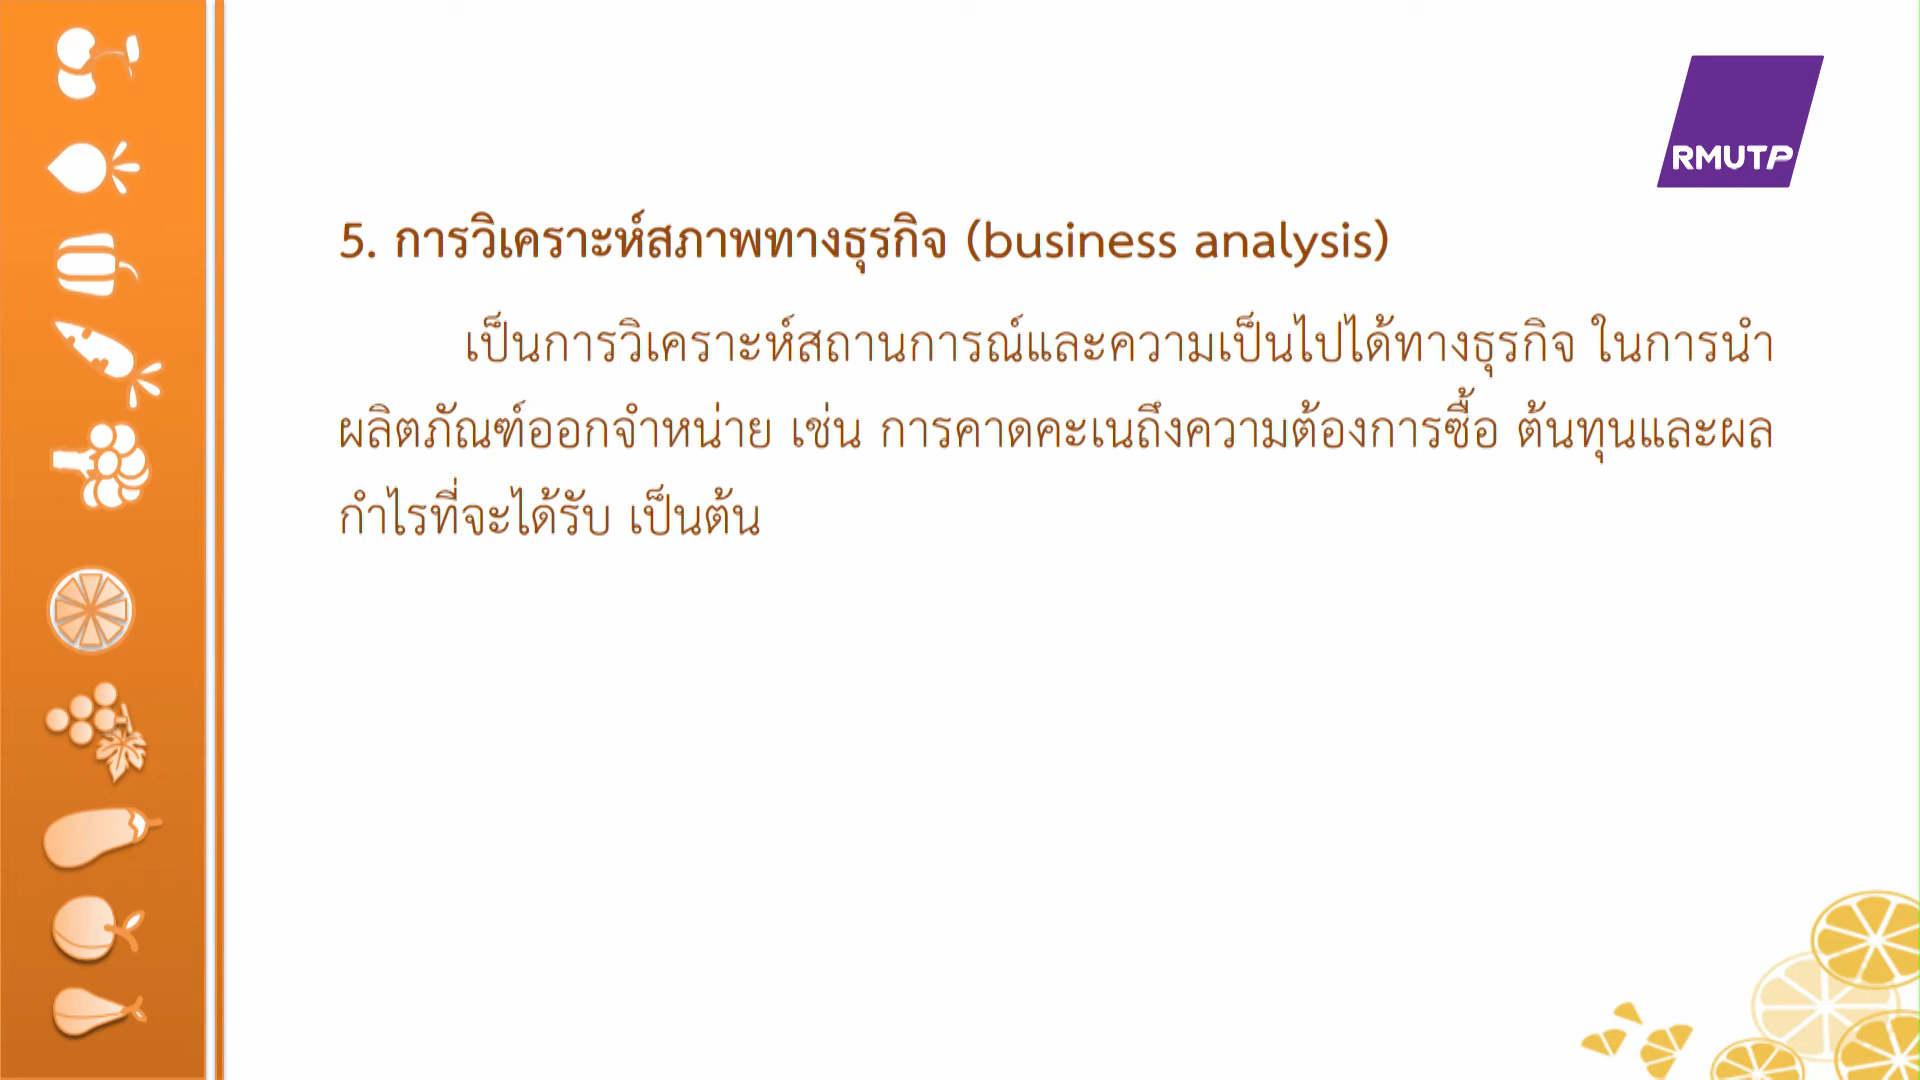 RMUTP
5. การวิเคราะห์สภาพทางธุรกิจ (business analysis)
เป็นการวิเคราะห์สถานการณ์และความเป็นไปได้ทางธุรกิจ ในการนำ
ผลิตภัณฑ์ออกจำหน่าย เช่น การคาดคะเนถึงความต้องการซื้อ ต้นทุนและผล
กำไรที่จะได้รับ เป็นต้น